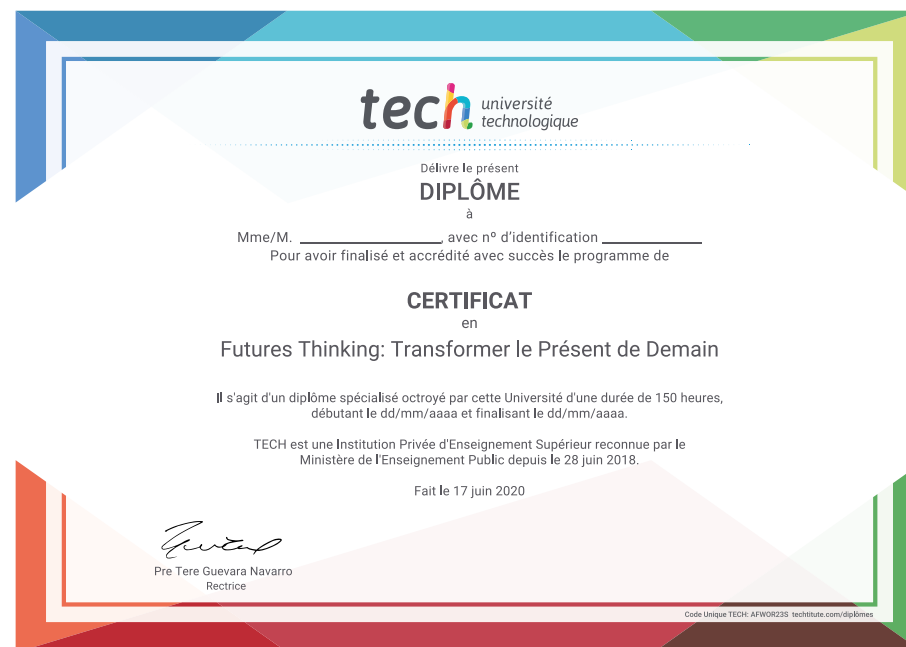 tech université
technologique
Délivre le présent
DIPLÔME
à
Mme/M. ____________________, avec nº d'identification ______________
Pour avoir finalisé et accrédité avec succès le programme de
CERTIFICAT
en
Futures Thinking: Transformer le Présent de Demain
Il s'agit d'un diplôme spécialisé octroyé par cette Université d'une durée de 150 heures,
débutant le dd/mm/aaaa et finalisant le dd/mm/aaaa.
TECH est une Institution Privée d'Enseignement Supérieur reconnue par le
Ministère de l'Enseignement Public depuis le 28 juin 2018.
Fait le 17 juin 2020
Pre Tere Guevara Navarro
Rectrice
Code Unique TECH: AFWOR23S techtitute.com/diplômes